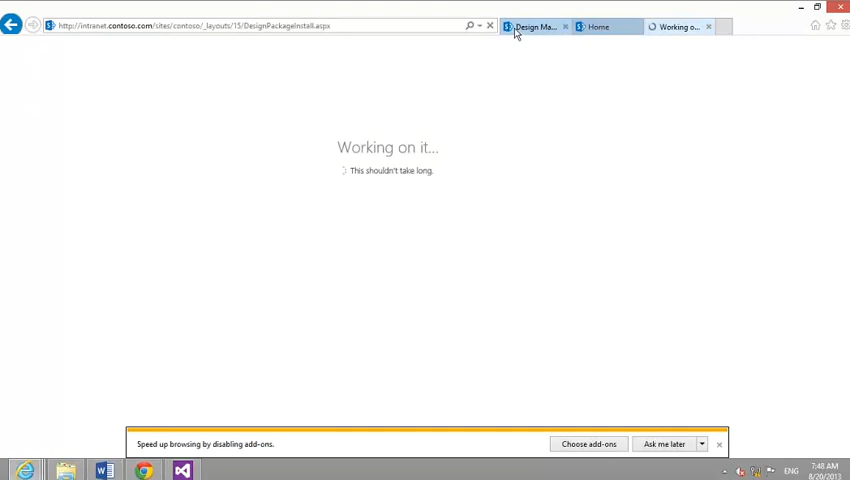 http://intranet.contoso.com/sites/contoso/_layouts/15/DesignPackageInstall.aspx
Design Ma...
Home
Working o...
Working on it...
This shouldn't take long.
Speed up browsing by disabling add-ons.
Choose add-ons
Ask me later
ENG
7:48 AM
8/20/2013